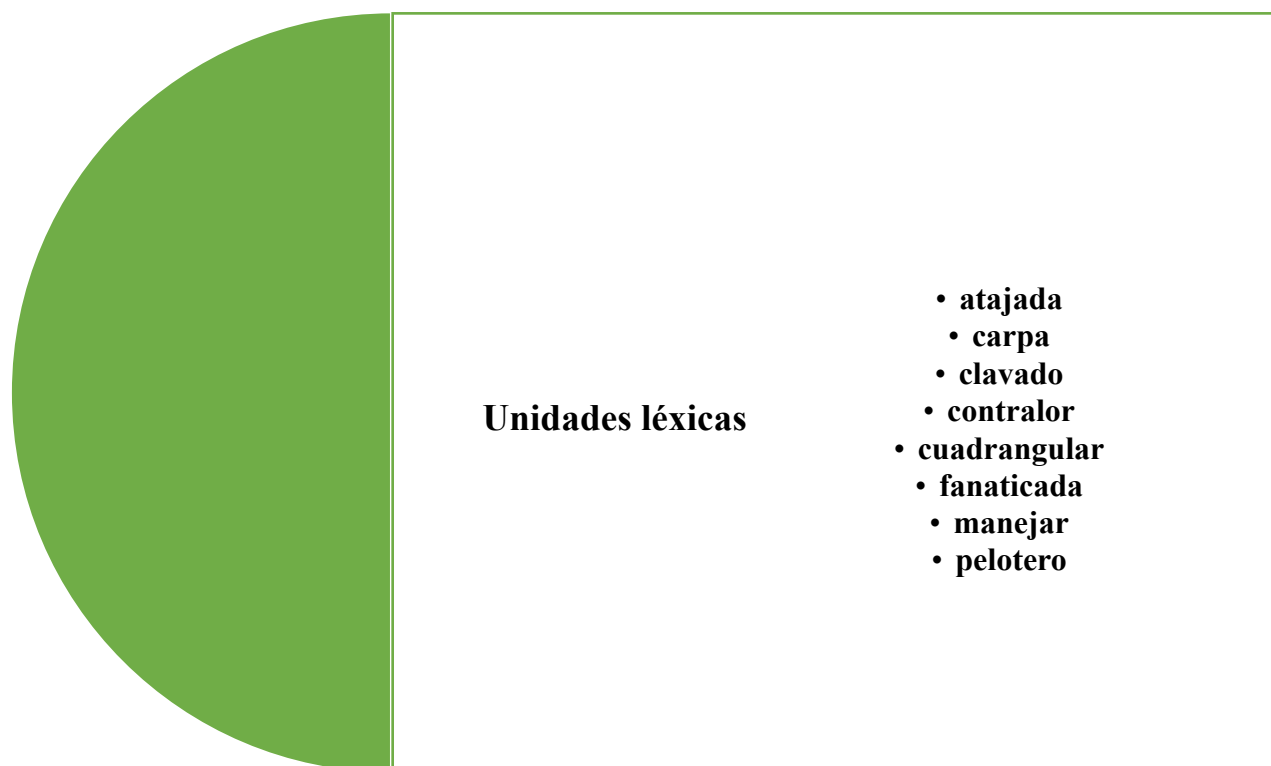 Unidades léxicas
• atajada
• carpa
• clavado
• contralor
• cuadrangular
• fanaticada
• manejar
• pelotero